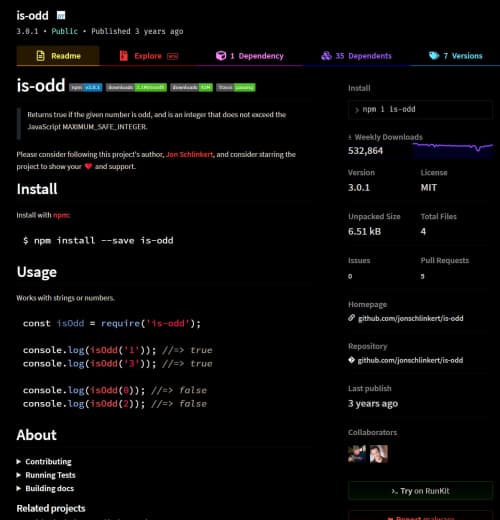 is-odd
3.0.1 • Public • Published 3 years ago
Readme
Explore BETA
1 Dependency
35 Dependents
7 Versions
is-odd
npm v3.0.1 downloads downloads Travis passing
Returns true if the given number is odd, and is an integer that does not exceed the
JavaScript MAXIMUM_SAFE_INTEGER.
Please consider following this project's author, Jon Schlinkert, and consider starring the
project to show your ❤️ and support.
Install
Install with npm:
$ npm install --save is-odd
Usage
Works with strings or numbers.
const isOdd = require('is-odd');
console.log(isOdd('1')); //=> true
console.log(isOdd('3')); //=> true
console.log(isOdd(0)); //=> false
console.log(isOdd(2)); //=> false
About
Contributing
Running Tests
Building docs
Related projects
Install
> npm i is-odd
Weekly Downloads
532,864
Version
License
3.0.1
MIT
Unpacked Size
Total Files
6.51 kB
4
Issues
Pull Requests
0
5
Homepage
github.com/jonschlinkert/is-odd
Repository
github.com/jonschlinkert/is-odd
Last publish
3 years ago
Collaborators
>_ Try on RunKit
Report malware